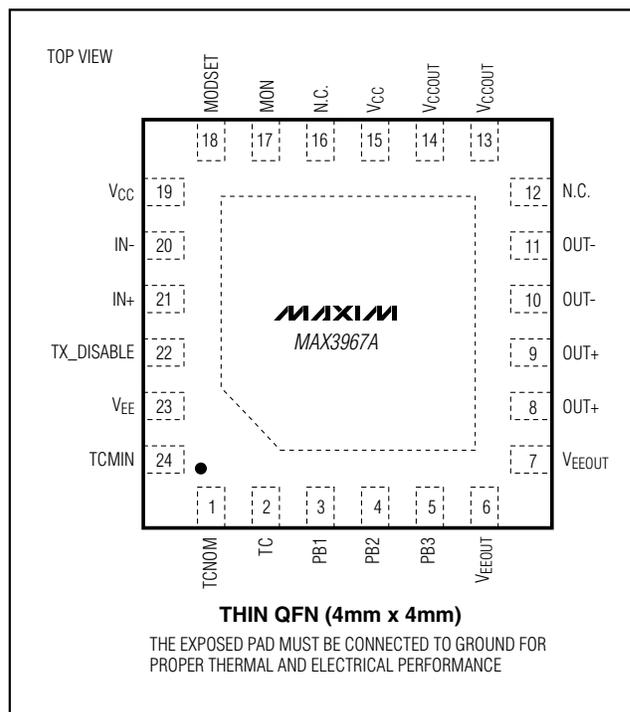 TOP VIEW
MODSET
MON
N.C.
VCC
VCCOUT
VCCOUT
18
17
16
15
14
13
VCC
19
12
N.C.
IN-
20
11
OUT-
IN+
21
10
OUT-
MAXIM
MAX3967A
TX_DISABLE
22
9
OUT+
VEE
23
8
OUT+
TCMIN
24
7
VEEOUT
1
2
3
4
5
6
TCNOM
TC
PB1
PB2
PB3
VEEOUT
THIN QFN (4mm x 4mm)
THE EXPOSED PAD MUST BE CONNECTED TO GROUND FOR
PROPER THERMAL AND ELECTRICAL PERFORMANCE